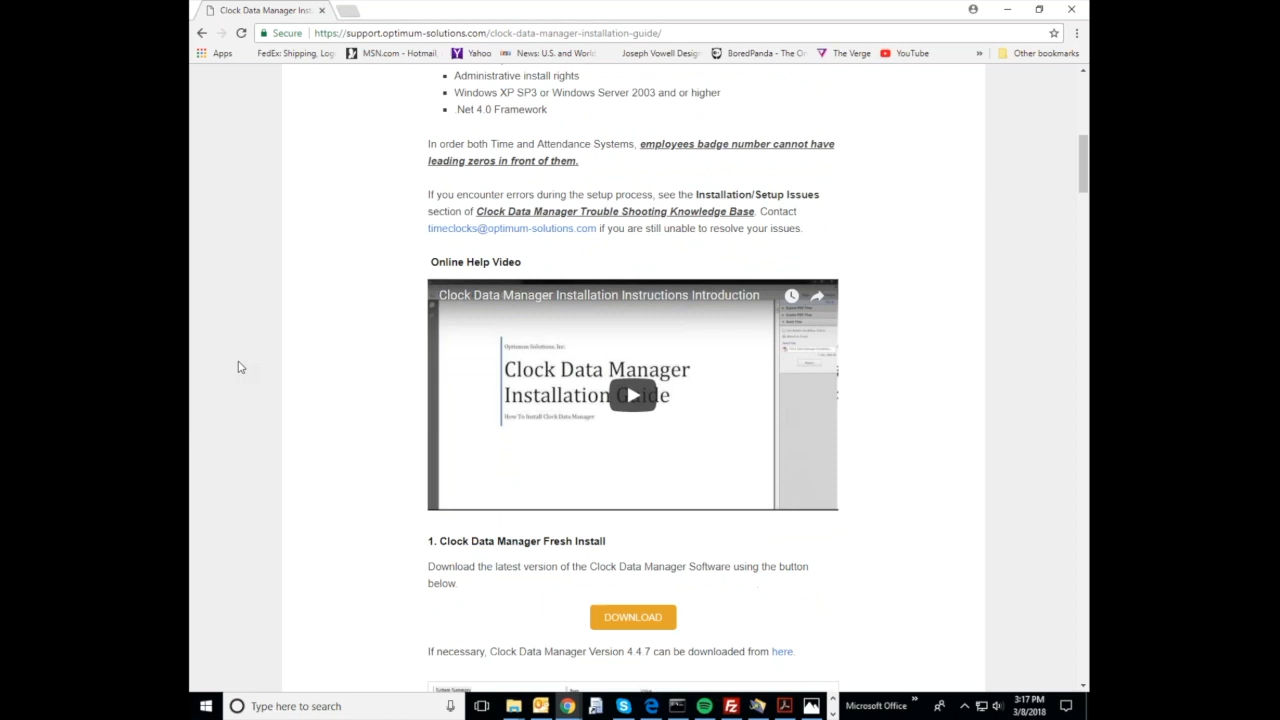 Clock Data Manager Inst
Secure
https://support.optimum-solutions.com/clock-data-manager-installation-guide/
Apps
FedEx: Shipping, Log
MSN.com - Hotmail,
Yahoo
News: U.S. and World
Joseph Vowell Desig
BoredPanda - The On
The Verge
YouTube
»
Other bookmarks
Administrative install rights
Windows XP SP3 or Windows Server 2003 and or higher
.Net 4.0 Framework
In order both Time and Attendance Systems, employees badge number cannot have
leading zeros in front of them.
If you encounter errors during the setup process, see the Installation/Setup Issues
section of Clock Data Manager Trouble Shooting Knowledge Base. Contact
timeclocks@optimum-solutions.com if you are still unable to resolve your issues.
Online Help Video
Clock Data Manager Installation Instructions Introduction
Optimum Solutions, Inc.
Clock Data Manager
Installation Guide
How To Install Clock Data Manager
1. Clock Data Manager Fresh Install
Download the latest version of the Clock Data Manager Software using the button
below.
DOWNLOAD
If necessary, Clock Data Manager Version 4.4.7 can be downloaded from here.
Type here to search
Microsoft Office
»
3:17 PM
3/8/2018